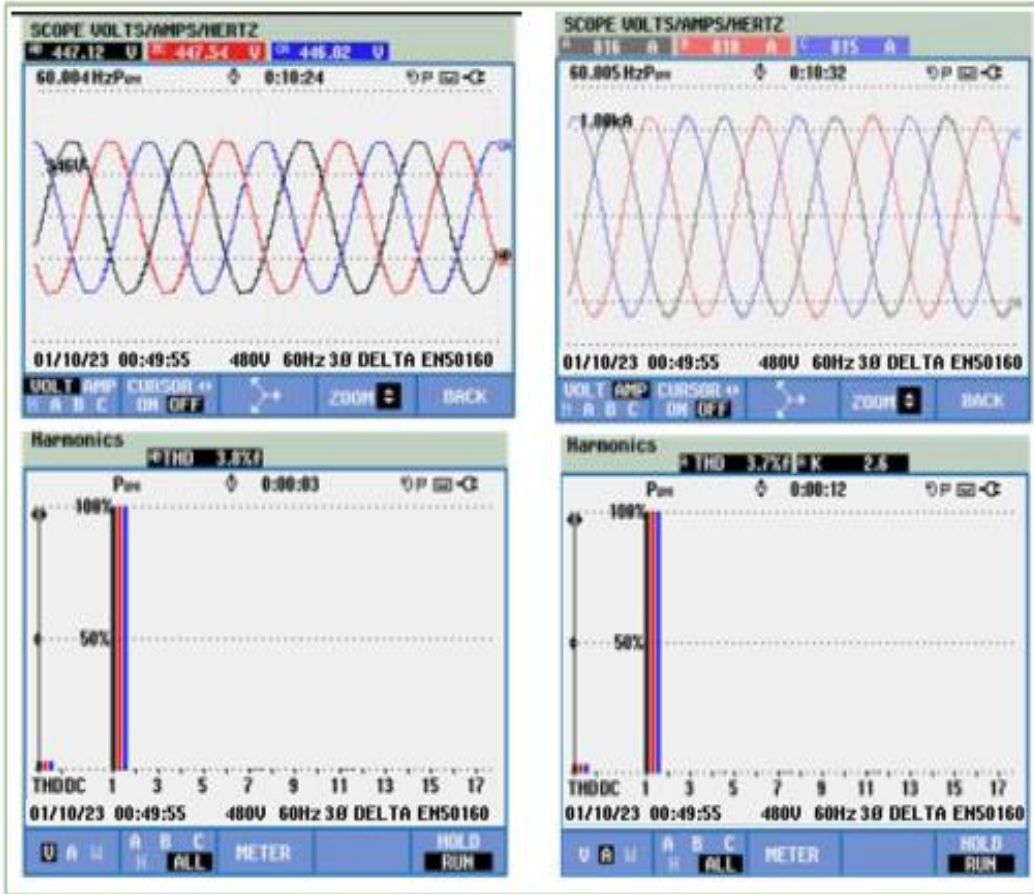 SCOPE VOLTS/AMPS/HERTZ
447.12 V 447.54 V 446.02 V
60.004 Hz 0:10:24
346V
01/10/23 00:49:55 480V 60Hz 3Ø DELTA EN50160
VOLT AMP CURSOR
A B C ON OFF ZOOM BACK
SCOPE VOLTS/AMPS/HERTZ
A 816 A B 818 A C 815 A
60.005 Hz 0:10:32
1.00kA
01/10/23 00:49:55 480V 60Hz 3Ø DELTA EN50160
VOLT AMP CURSOR
A B C ON OFF ZOOM BACK
Harmonics
THD 3.8%f
0:00:03
100%
50%
THDDC 1 3 5 7 9 11 13 15 17
01/10/23 00:49:55 480V 60Hz 3Ø DELTA EN50160
V A W A B C METER HOLD
N ALL RUN
Harmonics
THD 3.7%f K 2.6
0:00:12
100%
50%
THDDC 1 3 5 7 9 11 13 15 17
01/10/23 00:49:55 480V 60Hz 3Ø DELTA EN50160
V A W A B C METER HOLD
N ALL RUN